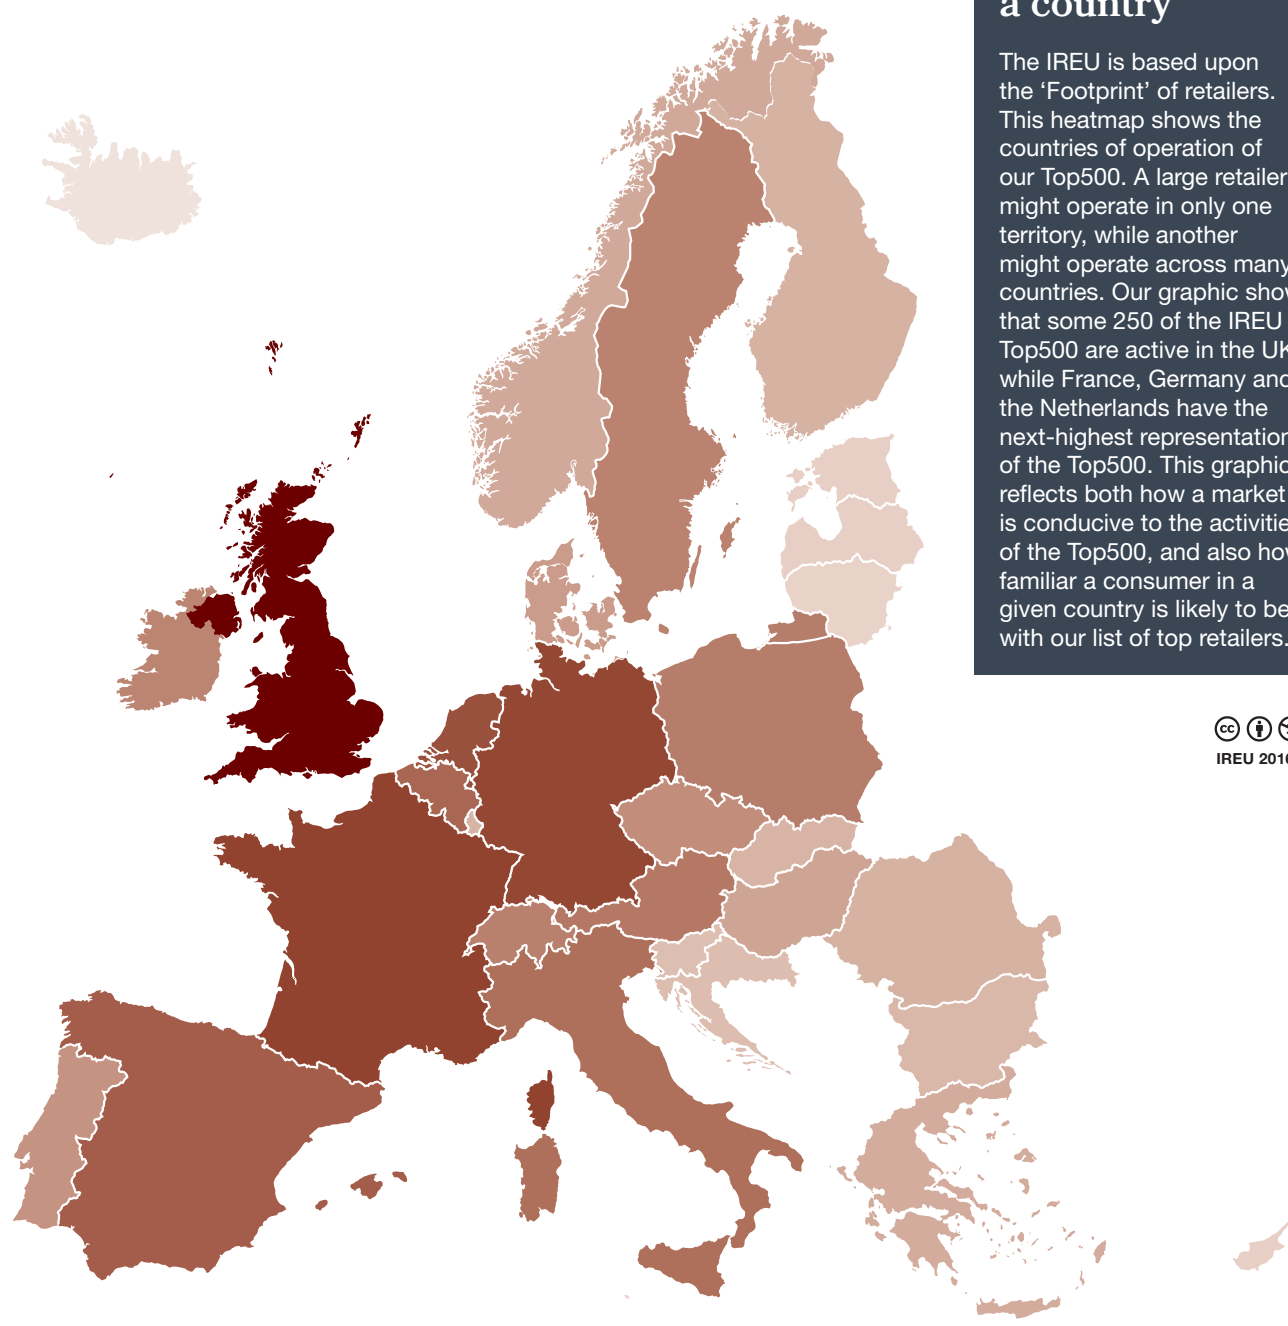 a country
The IREU is based upon
the ‘Footprint’ of retailers.
This heatmap shows the
countries of operation of
our Top500. A large retailer
might operate in only one
territory, while another
might operate across many
countries. Our graphic show
that some 250 of the IREU
Top500 are active in the UK
while France, Germany and
the Netherlands have the
next-highest representation
of the Top500. This graphic
reflects both how a market
is conducive to the activitie
of the Top500, and also how
familiar a consumer in a
given country is likely to be
with our list of top retailers.
cc
IREU 2016